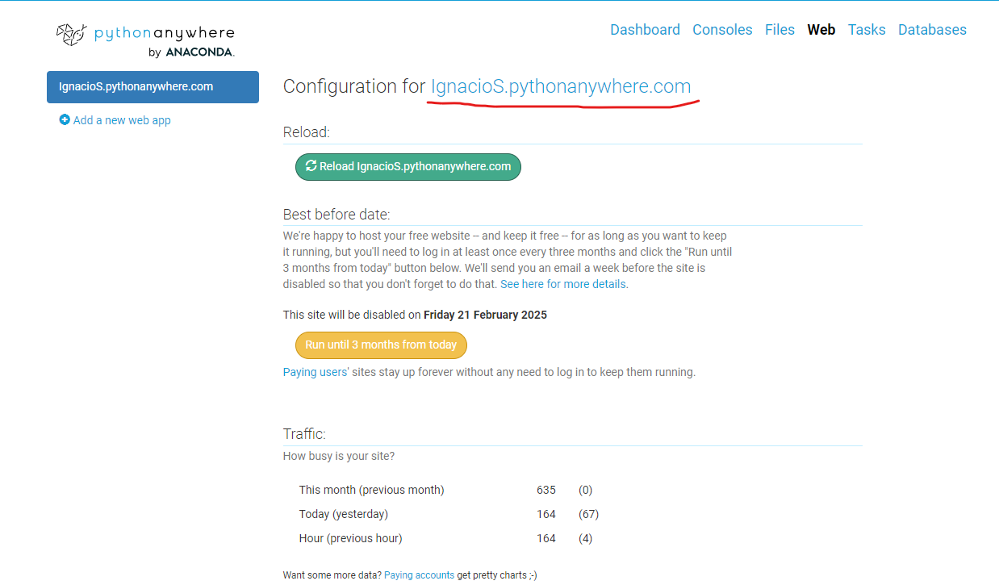 pythonanywhere
by ANACONDA.
Dashboard Consoles Files Web Tasks Databases
IgnacioS.pythonanywhere.com
Add a new web app
Configuration for IgnacioS.pythonanywhere.com
Reload:
Reload IgnacioS.pythonanywhere.com
Best before date:
We're happy to host your free website – and keep it free – for as long as you want to keep
it running, but you'll need to log in at least once every three months and click the "Run until
3 months from today" button below. We'll send you an email a week before the site is
disabled so that you don't forget to do that. See here for more details.
This site will be disabled on Friday 21 February 2025
Run until 3 months from today
Paying users' sites stay up forever without any need to log in to keep them running.
Traffic:
How busy is your site?
This month (previous month) 635 (0)
Today (yesterday) 164 (67)
Hour (previous hour) 164 (4)
Want some more data? Paying accounts get pretty charts ;-)